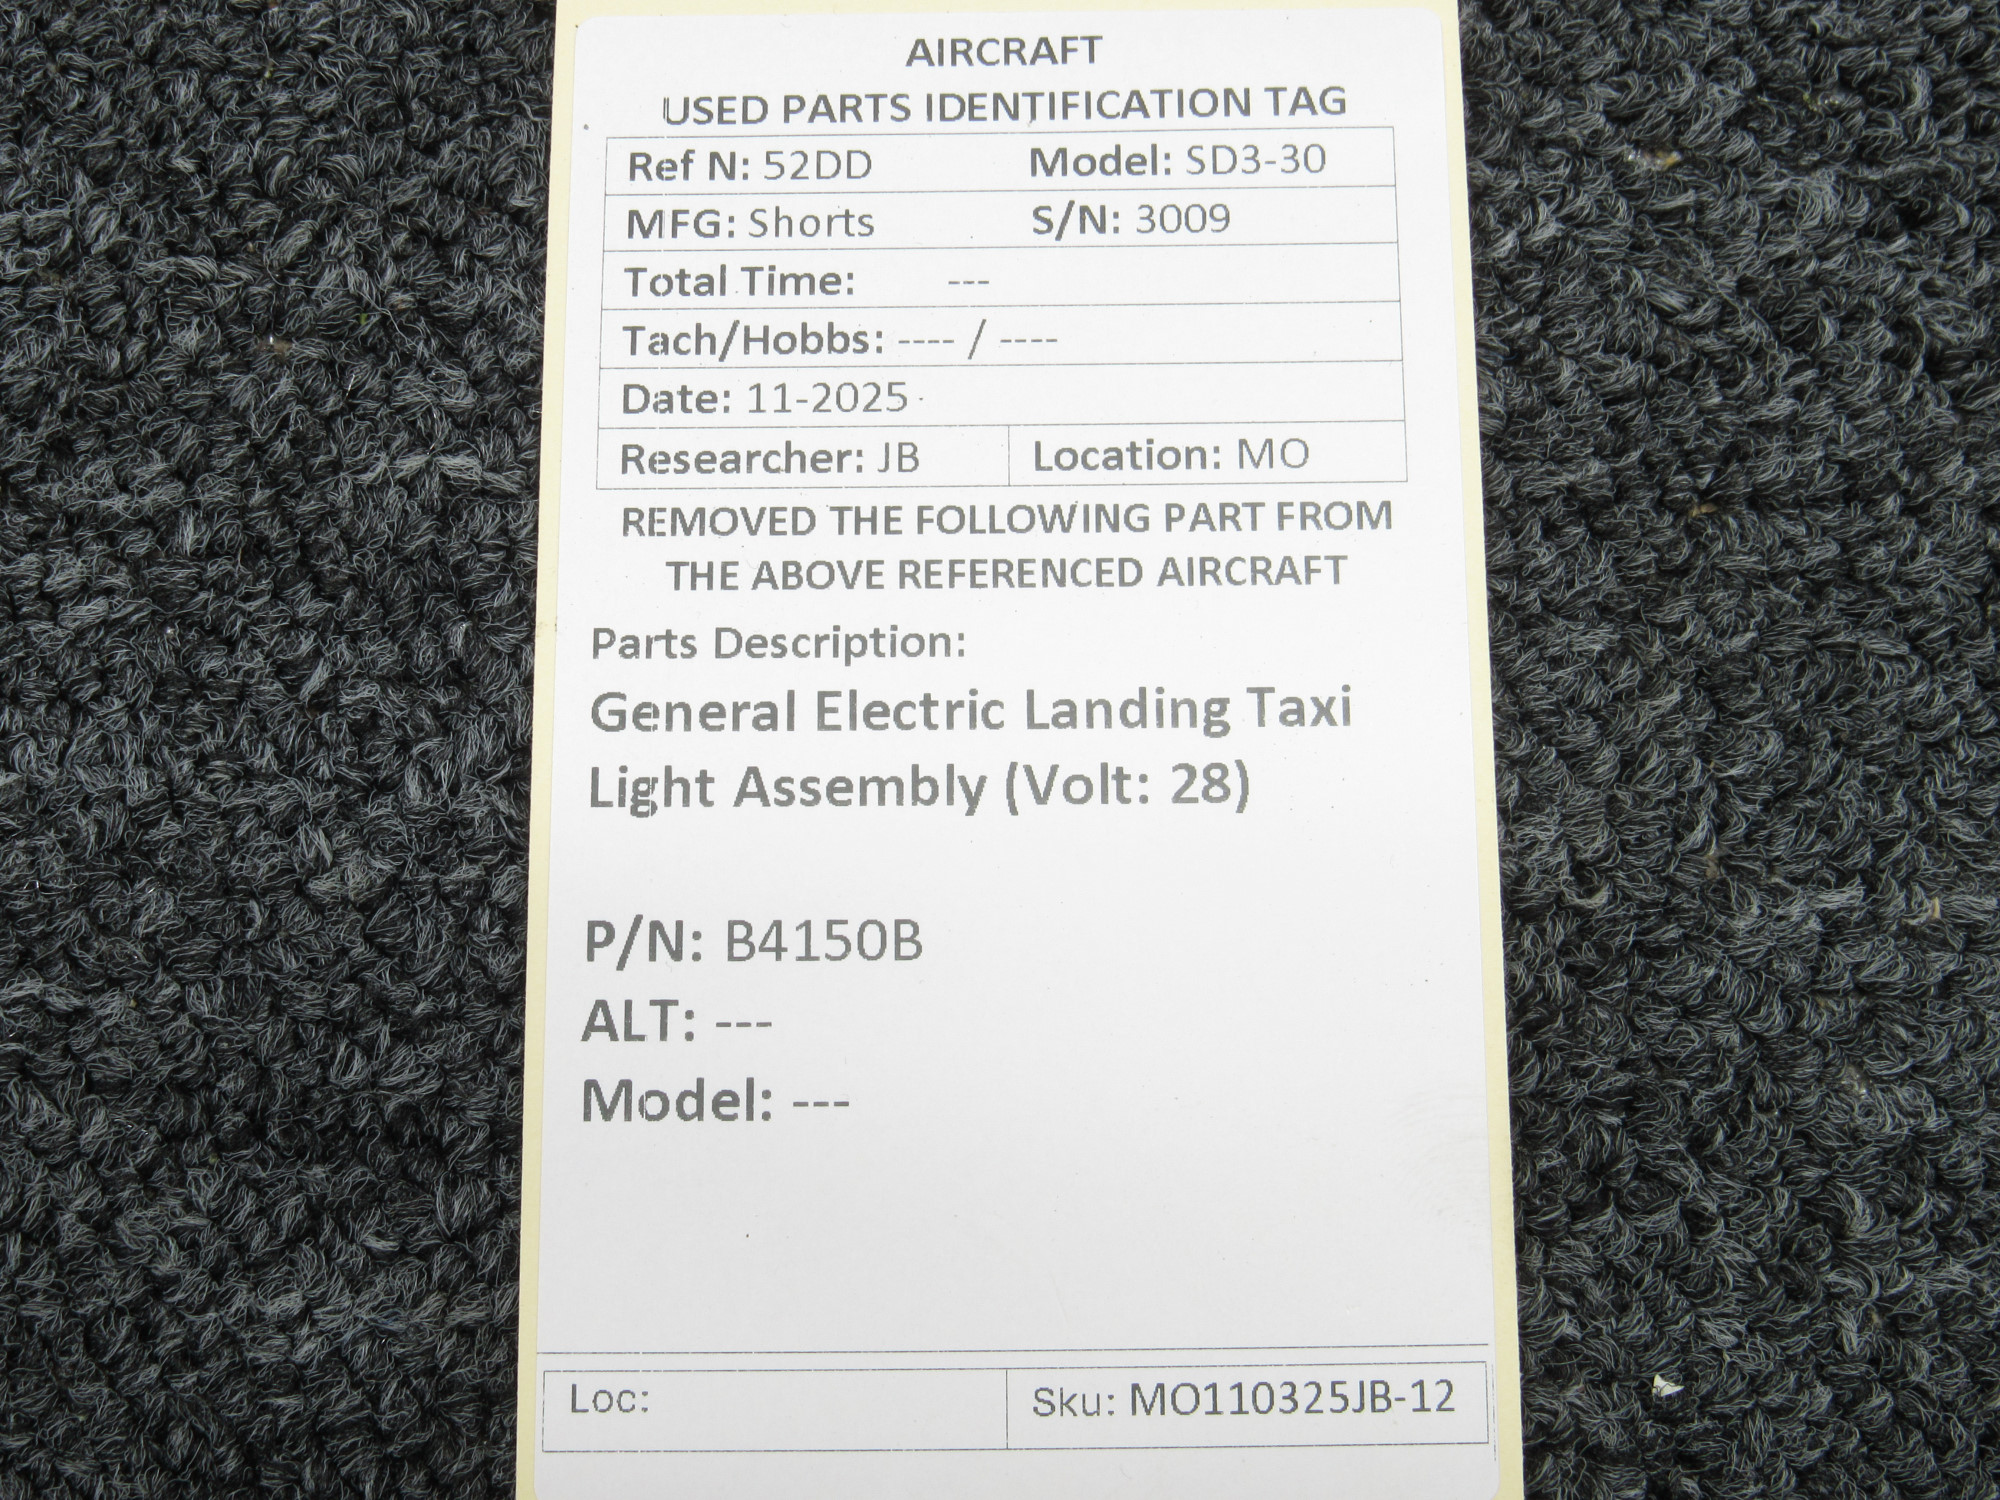 AIRCRAFT
USED PARTS IDENTIFICATION TAG
Ref N: 52DD Model: SD3-30
MFG: Shorts S/N: 3009
Total Time: ---
Tach/Hobbs: ---- / ----
Date: 11-2025
Researcher: JB Location: MO
REMOVED THE FOLLOWING PART FROM
THE ABOVE REFERENCED AIRCRAFT
Parts Description:
General Electric Landing Taxi
Light Assembly (Volt: 28)
P/N: B4150B
ALT: ---
Model: ---
Loc: Sku: MO110325JB-12